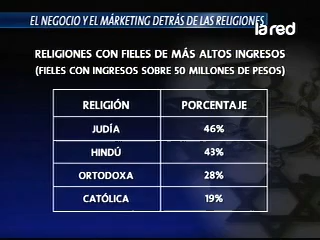 EL NEGOCIO Y EL MÁRKETING DETRÁS DE LAS RELIGIONES
la red
RELIGIONES CON FIELES DE MÁS ALTOS INGRESOS
(FIELES CON INGRESOS SOBRE 50 MILLONES DE PESOS)
RELIGIÓN PORCENTAJE
JUDÍA 46%
HINDÚ 43%
ORTODOXA 28%
CATÓLICA 19%